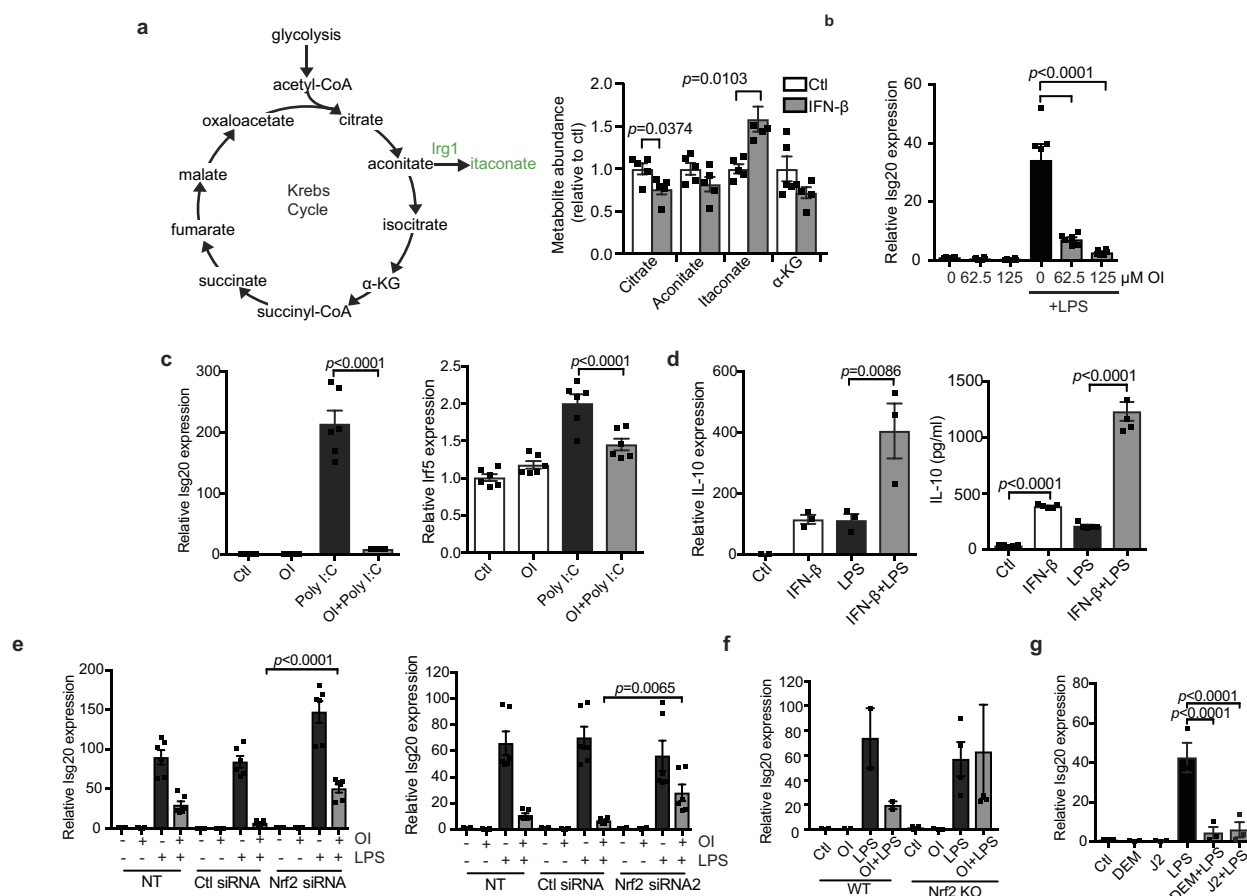 a
glycolysis
acetyl-CoA
oxaloacetate
citrate
Irg1
aconitate
itaconate
malate
Krebs
Cycle
isocitrate
fumarate
succinate
α-KG
succinyl-CoA
Metabolite abundance
(relative to ctl)
2.0
1.5
1.0
0.5
0.0
p=0.0103
p=0.0374
Ctl
IFN-β
Citrate
Aconitate
Itaconate
α-KG
b
Relative Isg20 expression
60
40
20
0
p<0.0001
0 62.5 125 0 62.5 125 µM OI
+LPS
c
Relative Isg20 expression
300
200
100
0
p<0.0001
Ctl
OI
Poly I:C
OI+Poly I:C
Relative Irf5 expression
2.5
2.0
1.5
1.0
0.5
0.0
p<0.0001
Ctl
OI
Poly I:C
OI+Poly I:C
d
Relative IL-10 expression
600
400
200
0
p=0.0086
Ctl
IFN-β
LPS
IFN-β+LPS
IL-10 (pg/ml)
1500
1000
500
0
p<0.0001
p<0.0001
Ctl
IFN-β
LPS
IFN-β+LPS
e
Relative Isg20 expression
200
150
100
50
0
p<0.0001
- + - + - + - + - + - + OI
- - + + - - + + - - + + LPS
NT
Ctl siRNA
Nrf2 siRNA
Relative Isg20 expression
120
100
80
60
40
20
0
p=0.0065
- + - + - + - + - + - + OI
- - + + - - + + - - + + LPS
NT
Ctl siRNA
Nrf2 siRNA2
f
Relative Isg20 expression
120
100
80
60
40
20
0
Ctl
OI
LPS
OI+LPS
Ctl
OI
LPS
OI+LPS
WT
Nrf2 KO
g
Relative Isg20 expression
80
60
40
20
0
p<0.0001
p<0.0001
Ctl
DEM
J2
LPS
DEM+LPS
J2+LPS